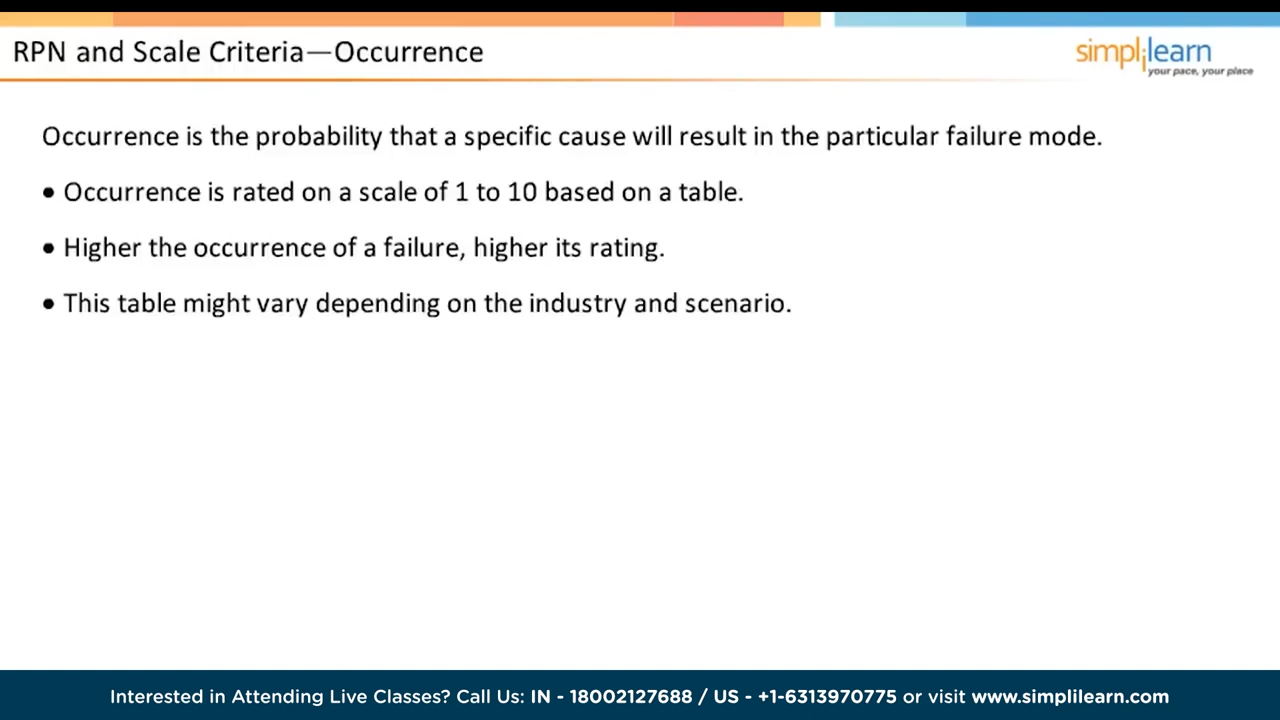 RPN and Scale Criteria—Occurrence
simplilearn
your pace, your place
Occurrence is the probability that a specific cause will result in the particular failure mode.
• Occurrence is rated on a scale of 1 to 10 based on a table.
• Higher the occurrence of a failure, higher its rating.
• This table might vary depending on the industry and scenario.
Interested in Attending Live Classes? Call Us: IN - 18002127688 / US - +1-6313970775 or visit www.simplilearn.com